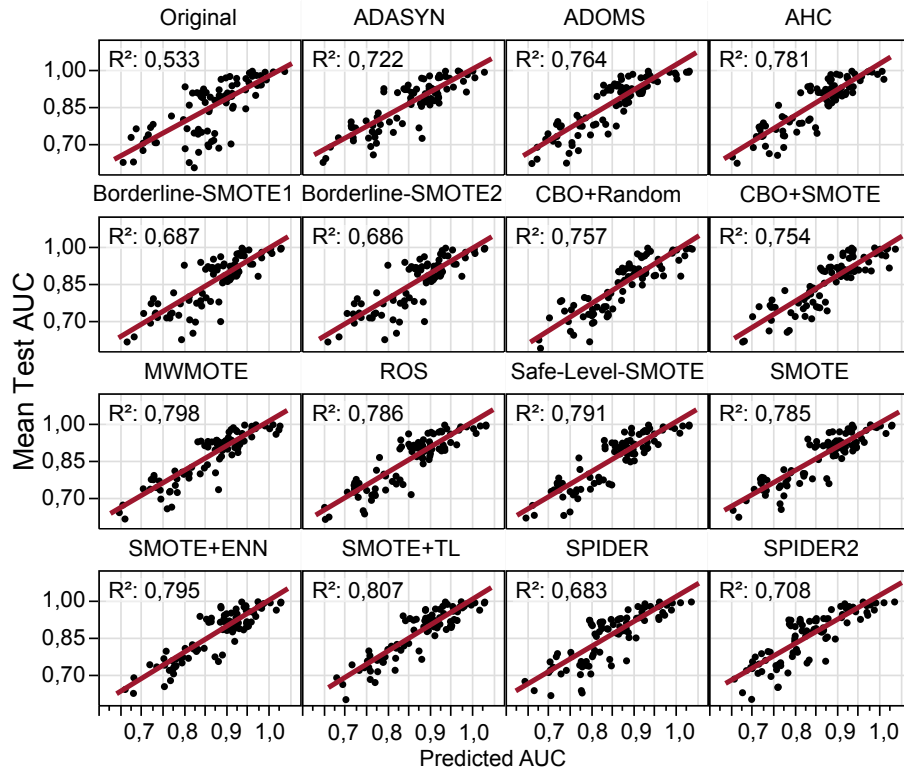 Original ADASYN ADOMS AHC
R²: 0,533 R²: 0,722 R²: 0,764 R²: 0,781
1,00
0,85
0,70
Borderline-SMOTE1 Borderline-SMOTE2 CBO+Random CBO+SMOTE
R²: 0,687 R²: 0,686 R²: 0,757 R²: 0,754
1,00
0,85
0,70
Mean Test AUC
MWMOTE ROS Safe-Level-SMOTE SMOTE
R²: 0,798 R²: 0,786 R²: 0,791 R²: 0,785
1,00
0,85
0,70
SMOTE+ENN SMOTE+TL SPIDER SPIDER2
R²: 0,795 R²: 0,807 R²: 0,683 R²: 0,708
1,00
0,85
0,70
0,7 0,8 0,9 1,0 0,7 0,8 0,9 1,0 0,7 0,8 0,9 1,0 0,7 0,8 0,9 1,0
Predicted AUC